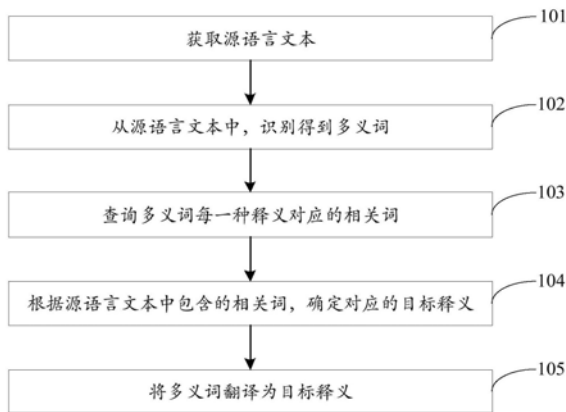 获取源语言文本
101
从源语言文本中，识别得到多义词
102
查询多义词每一种释义对应的相关词
103
根据源语言文本中包含的相关词，确定对应的目标释义
104
将多义词翻译为目标释义
105